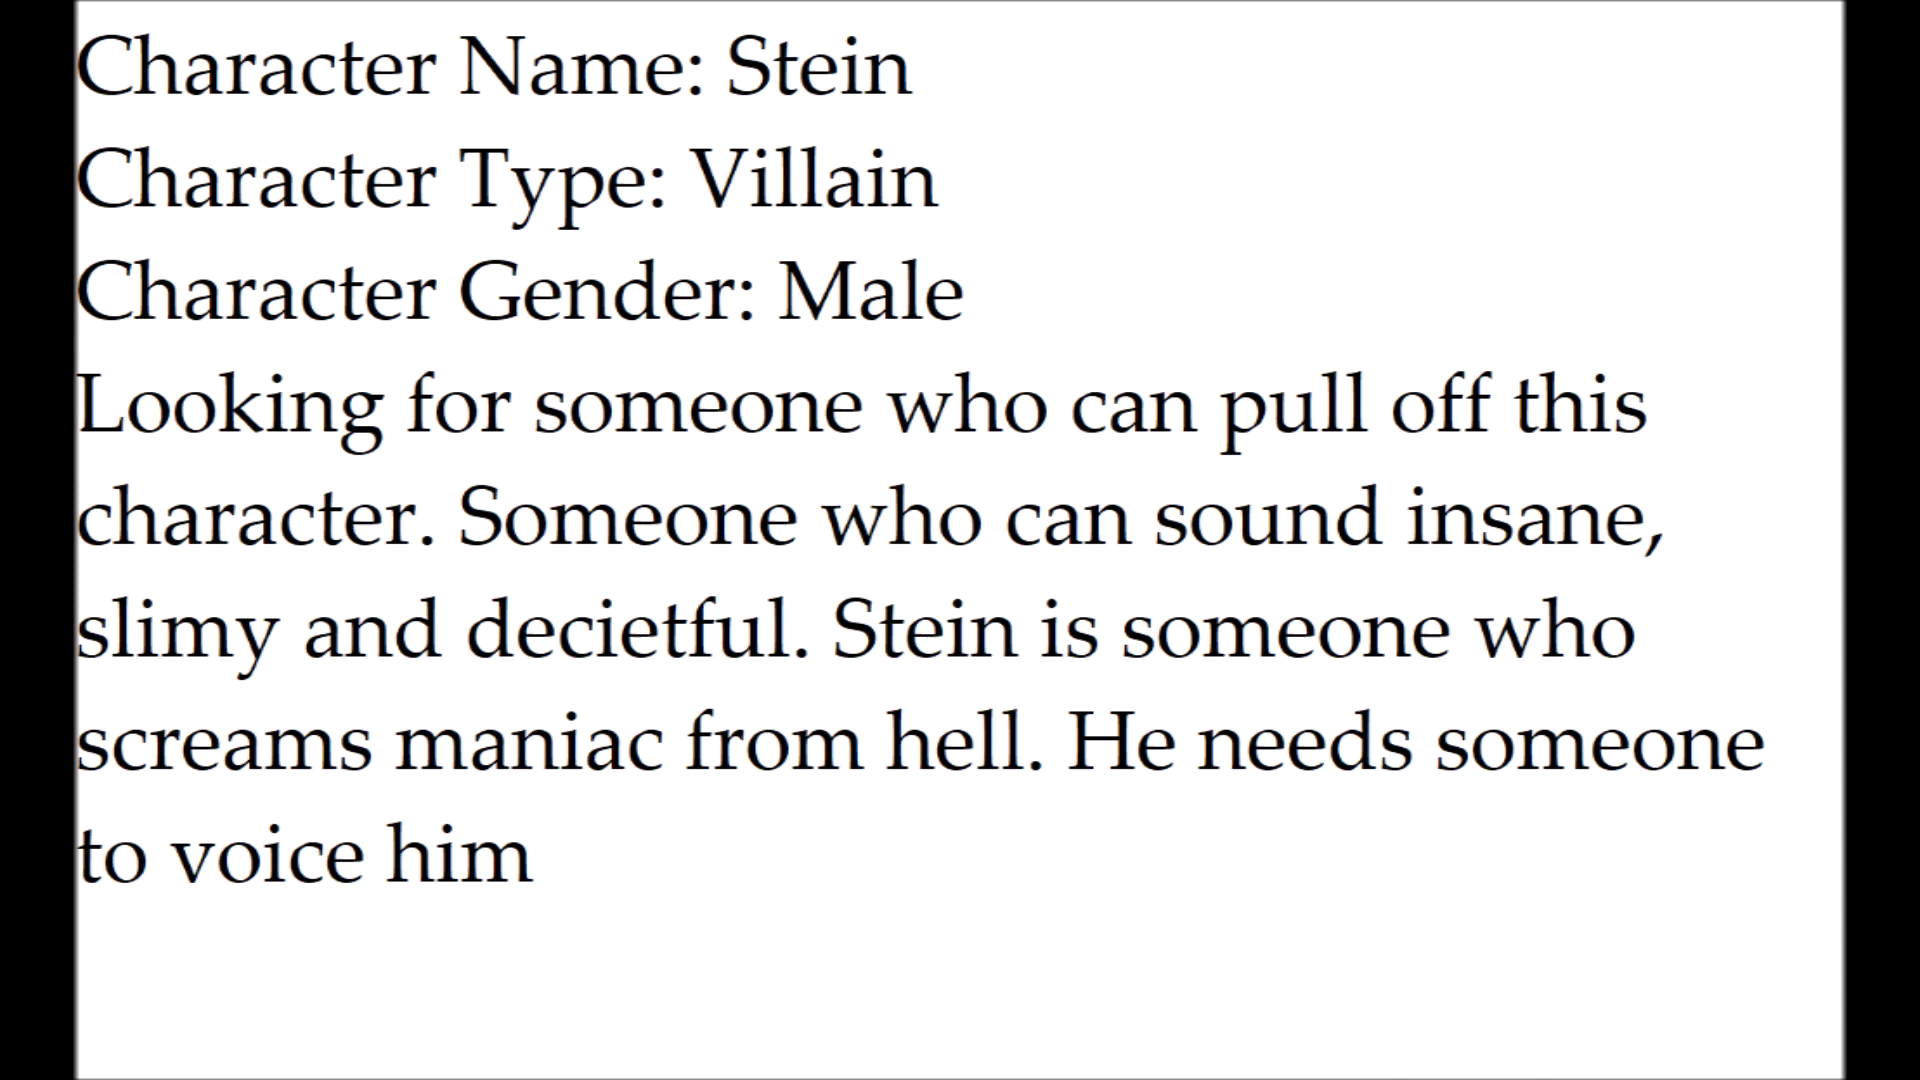 Character Name: Stein
Character Type: Villain
Character Gender: Male
Looking for someone who can pull off this
character. Someone who can sound insane,
slimy and decietful. Stein is someone who
screams maniac from hell. He needs someone
to voice him